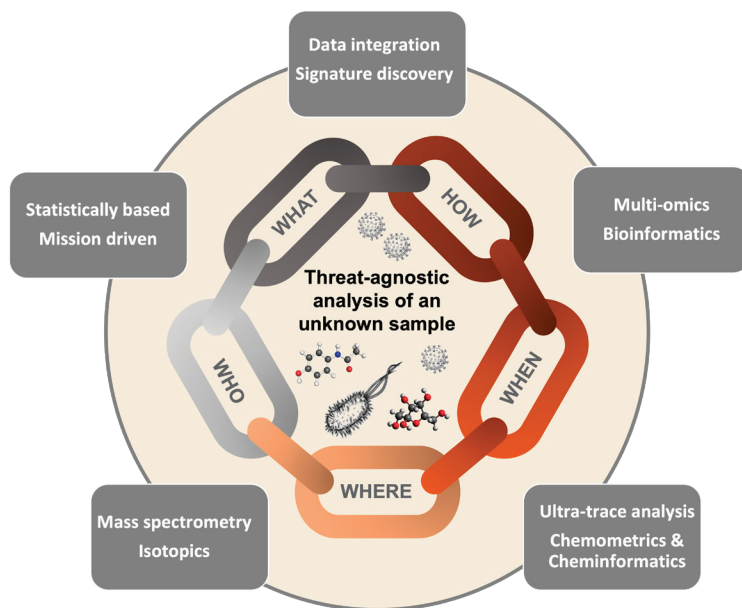 Data integration
Signature discovery
Statistically based
Mission driven
WHAT
HOW
Multi-omics
Bioinformatics
Threat-agnostic
analysis of an
unknown sample
WHO
WHEN
WHERE
Mass spectrometry
Isotopics
Ultra-trace analysis
Chemometrics &
Cheminformatics